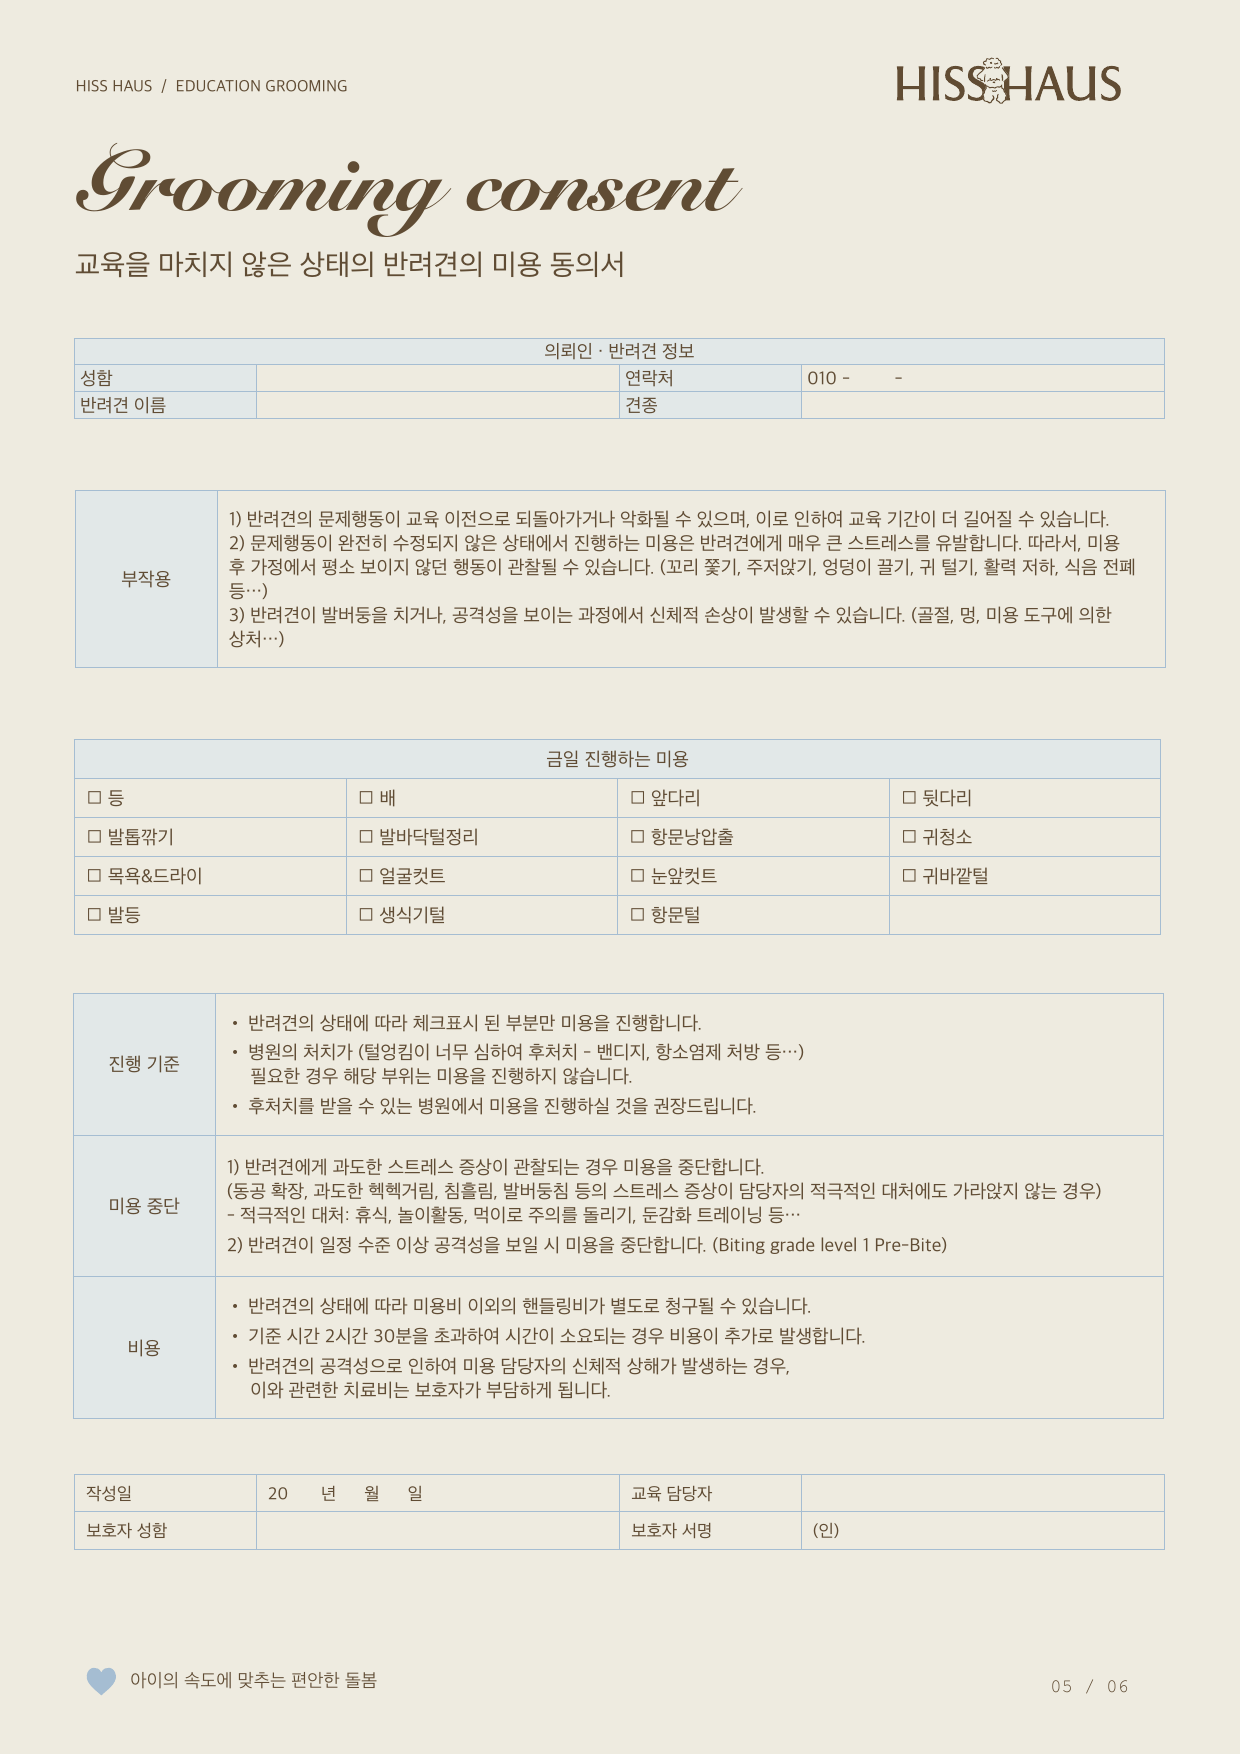 HISS HAUS / EDUCATION GROOMING
HISS HAUS
Grooming consent
교육을 마치지 않은 상태의 반려견의 미용 동의서
의뢰인 · 반려견 정보
성함 연락처 010 - -
반려견 이름 견종
부작용
1) 반려견의 문제행동이 교육 이전으로 되돌아가거나 악화될 수 있으며, 이로 인하여 교육 기간이 더 길어질 수 있습니다.
2) 문제행동이 완전히 수정되지 않은 상태에서 진행하는 미용은 반려견에게 매우 큰 스트레스를 유발합니다. 따라서, 미용
후 가정에서 평소 보이지 않던 행동이 관찰될 수 있습니다. (꼬리 쫓기, 주저앉기, 엉덩이 끌기, 귀 털기, 활력 저하, 식음 전폐
등…)
3) 반려견이 발버둥을 치거나, 공격성을 보이는 과정에서 신체적 손상이 발생할 수 있습니다. (골절, 멍, 미용 도구에 의한
상처…)
금일 진행하는 미용
☐ 등 ☐ 배 ☐ 앞다리 ☐ 뒷다리
☐ 발톱깎기 ☐ 발바닥털정리 ☐ 항문낭압출 ☐ 귀청소
☐ 목욕&드라이 ☐ 얼굴컷트 ☐ 눈앞컷트 ☐ 귀바깥털
☐ 발등 ☐ 생식기털 ☐ 항문털
진행 기준
• 반려견의 상태에 따라 체크표시 된 부분만 미용을 진행합니다.
• 병원의 처치가 (털엉킴이 너무 심하여 후처치 - 밴디지, 항소염제 처방 등…)
필요한 경우 해당 부위는 미용을 진행하지 않습니다.
• 후처치를 받을 수 있는 병원에서 미용을 진행하실 것을 권장드립니다.
미용 중단
1) 반려견에게 과도한 스트레스 증상이 관찰되는 경우 미용을 중단합니다.
(동공 확장, 과도한 헥헥거림, 침흘림, 발버둥침 등의 스트레스 증상이 담당자의 적극적인 대처에도 가라앉지 않는 경우)
- 적극적인 대처: 휴식, 놀이활동, 먹이로 주의를 돌리기, 둔감화 트레이닝 등…
2) 반려견이 일정 수준 이상 공격성을 보일 시 미용을 중단합니다. (Biting grade level 1 Pre-Bite)
비용
• 반려견의 상태에 따라 미용비 이외의 핸들링비가 별도로 청구될 수 있습니다.
• 기준 시간 2시간 30분을 초과하여 시간이 소요되는 경우 비용이 추가로 발생합니다.
• 반려견의 공격성으로 인하여 미용 담당자의 신체적 상해가 발생하는 경우,
이와 관련한 치료비는 보호자가 부담하게 됩니다.
작성일 20 년 월 일 교육 담당자
보호자 성함 보호자 서명 (인)
아이의 속도에 맞추는 편안한 돌봄
05 / 06